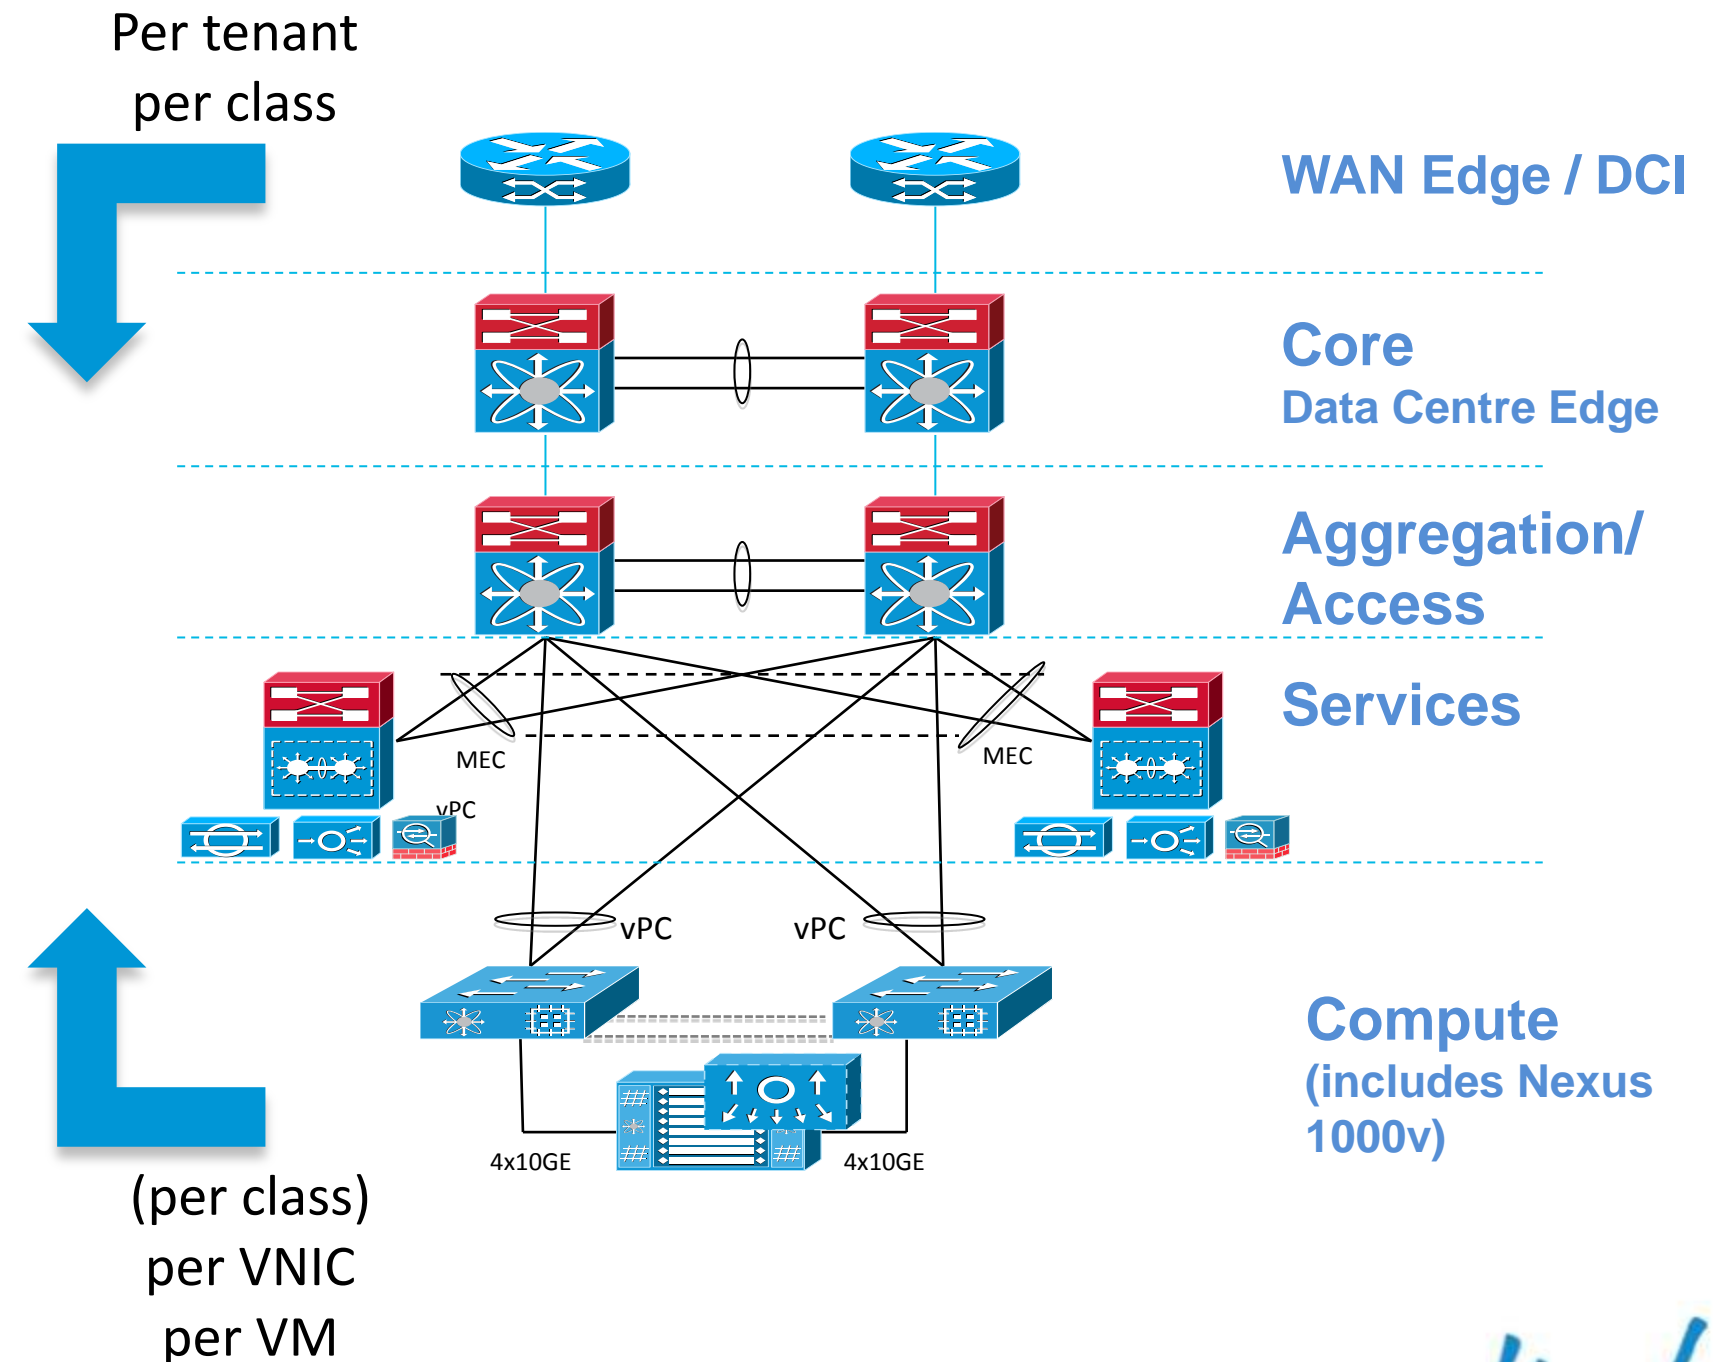 Per tenant
per class
WAN Edge / DCI
Core
Data Centre Edge
Aggregation/
Access
Services
MEC
MEC
vPC
vPC
vPC
Compute
(includes Nexus
1000v)
4x10GE
4x10GE
(per class)
per VNIC
per VM